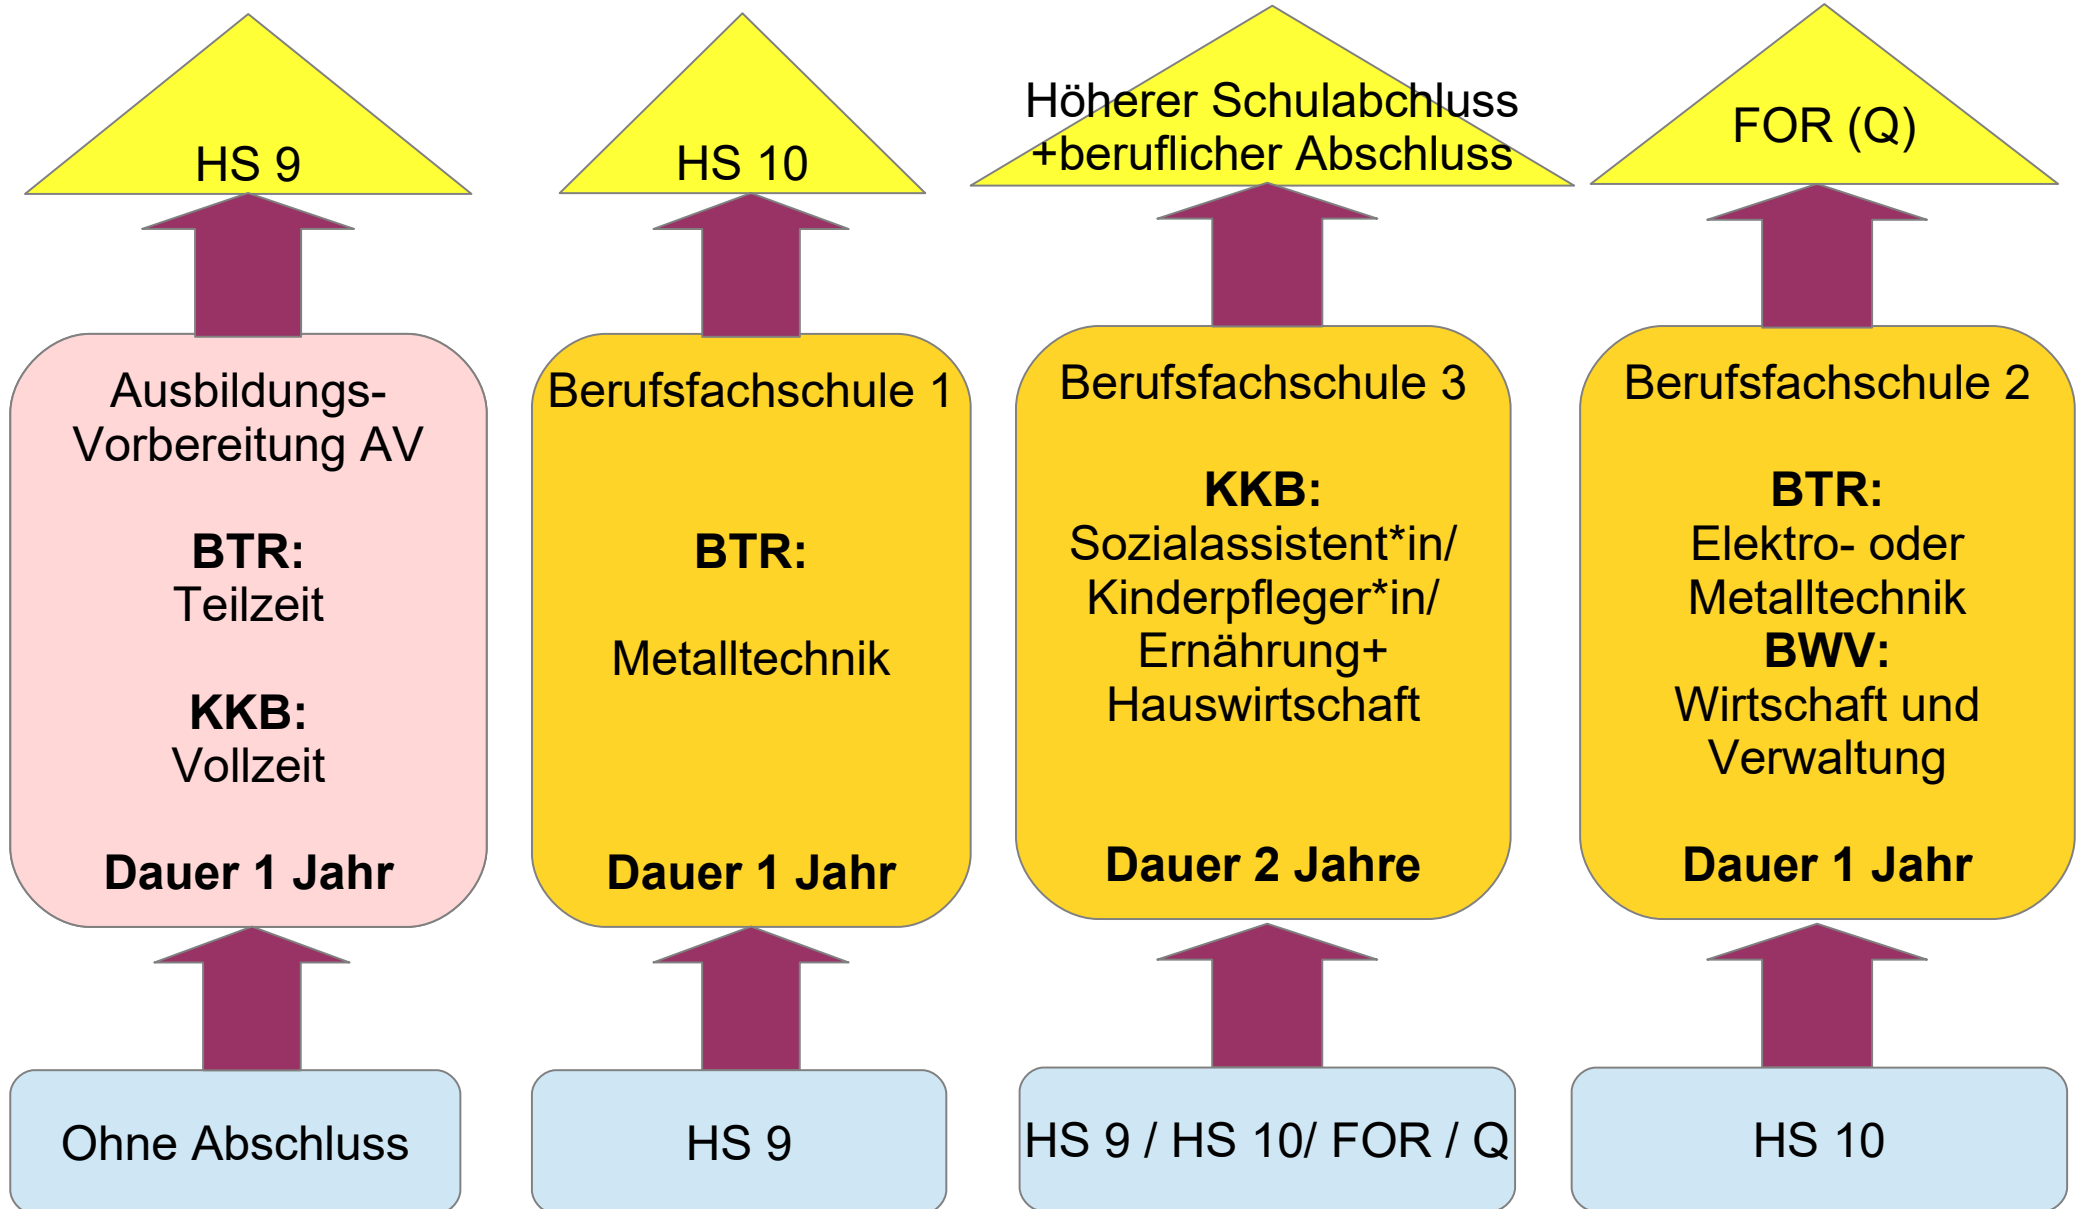 HS 9
HS 10
Höherer Schulabchluss
+beruflicher Abschluss
FOR (Q)
Ausbildungs-
Vorbereitung AV
BTR:
Teilzeit
KKB:
Vollzeit
Dauer 1 Jahr
Berufsfachschule 1
BTR:
Metalltechnik
Dauer 1 Jahr
Berufsfachschule 3
KKB:
Sozialassistent*in/
Kinderpfleger*in/
Ernährung+
Hauswirtschaft
Dauer 2 Jahre
Berufsfachschule 2
BTR:
Elektro- oder
Metalltechnik
BWV:
Wirtschaft und
Verwaltung
Dauer 1 Jahr
Ohne Abschluss
HS 9
HS 9 / HS 10/ FOR / Q
HS 10